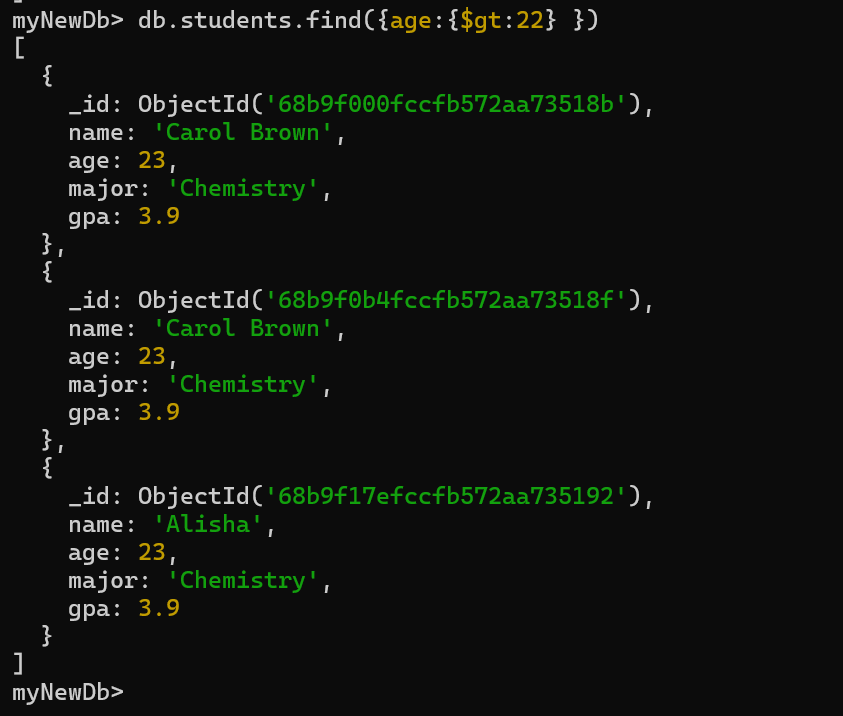 myNewDb> db.students.find({age:{$gt:22} })
[
  {
    _id: ObjectId('68b9f000fccfb572aa73518b'),
    name: 'Carol Brown',
    age: 23,
    major: 'Chemistry',
    gpa: 3.9
  },
  {
    _id: ObjectId('68b9f0b4fccfb572aa73518f'),
    name: 'Carol Brown',
    age: 23,
    major: 'Chemistry',
    gpa: 3.9
  },
  {
    _id: ObjectId('68b9f17efccfb572aa735192'),
    name: 'Alisha',
    age: 23,
    major: 'Chemistry',
    gpa: 3.9
  }
]
myNewDb>